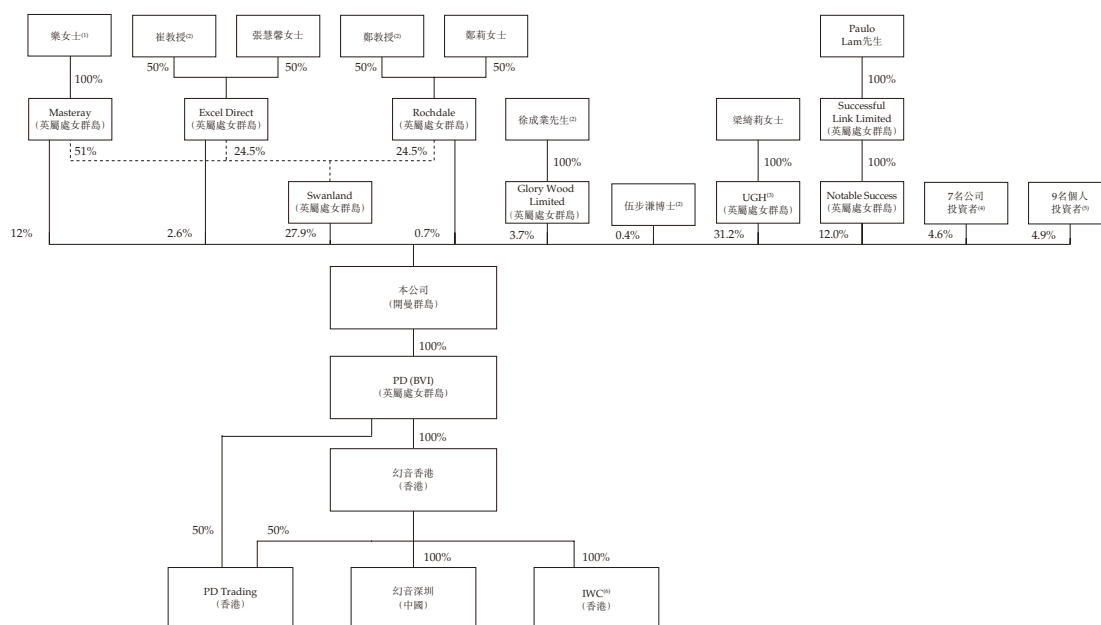 樂女士(1)
崔教授(2)
張慧馨女士
鄭教授(2)
鄭莉女士
Paulo
Lam先生
50%
50%
50%
50%
100%
100%
Masteray
(英屬處女群島)
Excel Direct
(英屬處女群島)
Rochdale
(英屬處女群島)
徐成業先生(2)
梁綺莉女士
Successful
Link Limited
(英屬處女群島)
51%
24.5%
24.5%
100%
100%
100%
Swanland
(英屬處女群島)
Glory Wood
Limited
(英屬處女群島)
伍步謙博士(2)
UGH(3)
(英屬處女群島)
Notable Success
(英屬處女群島)
7名公司
投資者(4)
9名個人
投資者(5)
12%
2.6%
27.9%
0.7%
3.7%
0.4%
31.2%
12.0%
4.6%
4.9%
本公司
(開曼群島)
100%
PD (BVI)
(英屬處女群島)
100%
幻音香港
(香港)
50%
50%
100%
100%
PD Trading
(香港)
幻音深圳
(中國)
IWC(6)
(香港)